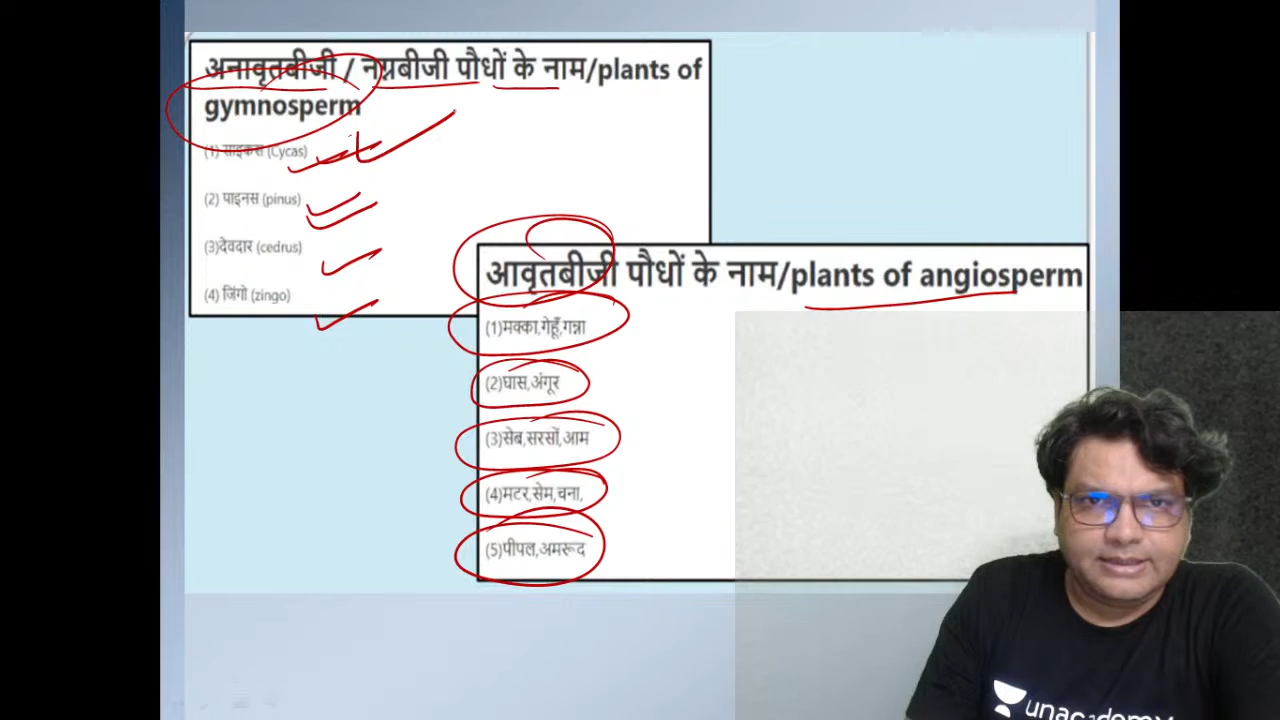 अनावृतबीजी / नग्नबीजी पौधों के नाम/plants of
gymnosperm
(1) साइकस (Cycas)
(2) पाइनस (pinus)
(3)देवदार (cedrus)
(4) जिंगो (zingo)
आवृतबीजी पौधों के नाम/plants of angiosperm
(1)मक्का,गेहूँ,गन्ना
(2)घास,अंगूर
(3)सेब,सरसों,आम
(4)मटर,सेम,चना,
(5)पीपल,अमरूद
unacademy